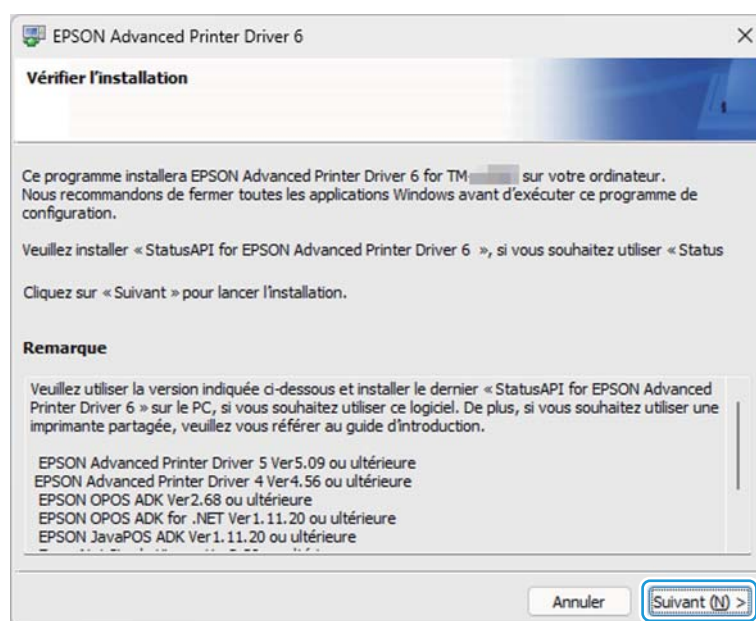 EPSON Advanced Printer Driver 6
Vérifier l'installation
Ce programme installera EPSON Advanced Printer Driver 6 for TM- sur votre ordinateur.
Nous recommandons de fermer toutes les applications Windows avant d'exécuter ce programme de
configuration.
Veuillez installer « StatusAPI for EPSON Advanced Printer Driver 6 », si vous souhaitez utiliser « Status
Cliquez sur « Suivant » pour lancer l'installation.
Remarque
Veuillez utiliser la version indiquée ci-dessous et installer le dernier « StatusAPI for EPSON Advanced
Printer Driver 6 » sur le PC, si vous souhaitez utiliser ce logiciel. De plus, si vous souhaitez utiliser une
imprimante partagée, veuillez vous référer au guide d'introduction.
EPSON Advanced Printer Driver 5 Ver5.09 ou ultérieure
EPSON Advanced Printer Driver 4 Ver4.56 ou ultérieure
EPSON OPOS ADK Ver2.68 ou ultérieure
EPSON OPOS ADK for .NET Ver1.11.20 ou ultérieure
EPSON JavaPOS ADK Ver1.11.20 ou ultérieure
Annuler
Suivant (N) >